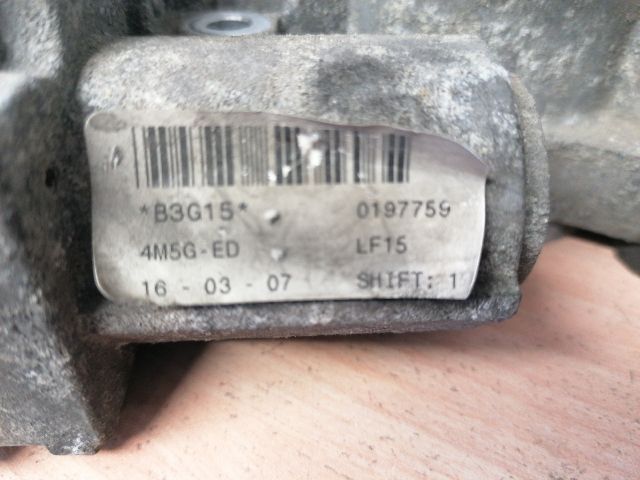 *B3G15* 0197759
4M5G-ED LF15
16 - 03 - 07 SHIFT: 1